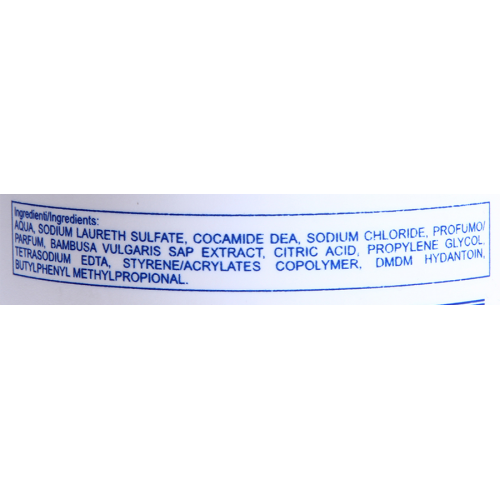 Ingredienti/Ingredients:
AQUA, SODIUM LAURETH SULFATE, COCAMIDE DEA, SODIUM CHLORIDE, PROFUMO/
PARFUM, BAMBUSA VULGARIS SAP EXTRACT, CITRIC ACID, PROPYLENE GLYCOL,
TETRASODIUM EDTA, STYRENE/ACRYLATES COPOLYMER, DMDM HYDANTOIN,
BUTYLPHENYL METHYLPROPIONAL.